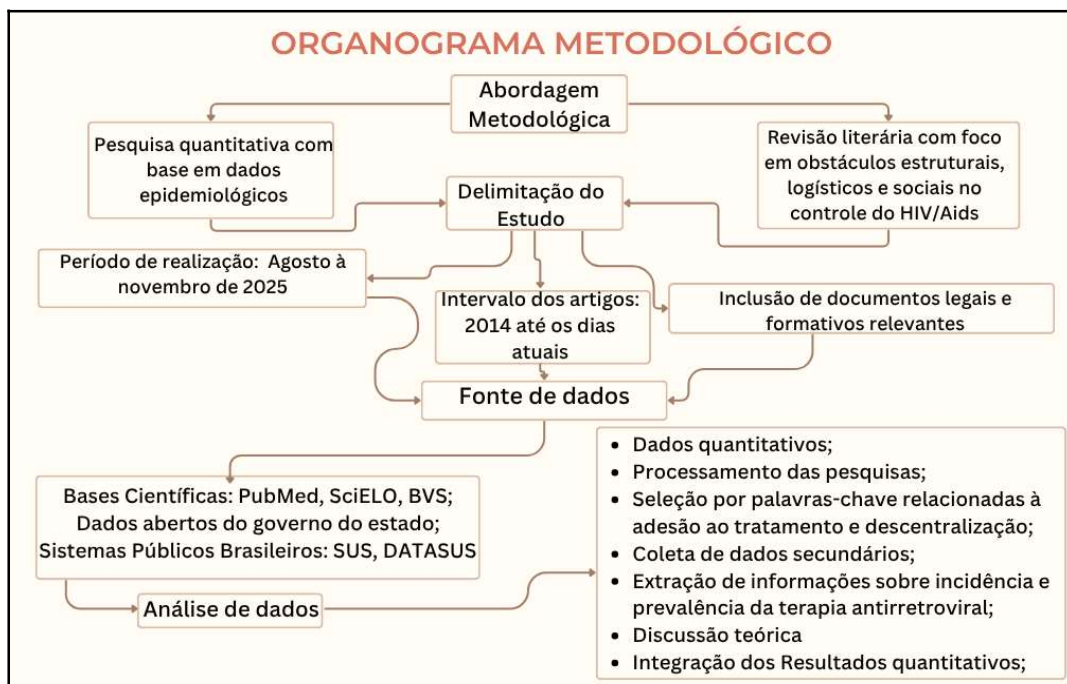 ORGANOGRAMA METODOLÓGICO
Abordagem
Metodológica
Pesquisa quantitativa com
base em dados
epidemiológicos
Revisão literária com foco
em obstáculos estruturais,
logísticos e sociais no
controle do HIV/Aids
Delimitação do
Estudo
Período de realização: Agosto à
novembro de 2025
Intervalo dos artigos:
2014 até os dias
atuais
Inclusão de documentos legais e
formativos relevantes
Fonte de dados
Bases Científicas: PubMed, SciELO, BVS;
Dados abertos do governo do estado;
Sistemas Públicos Brasileiros: SUS, DATASUS
Análise de dados
• Dados quantitativos;
• Processamento das pesquisas;
• Seleção por palavras-chave relacionadas à
adesão ao tratamento e descentralização;
• Coleta de dados secundários;
• Extração de informações sobre incidência e
prevalência da terapia antirretroviral;
• Discussão teórica
• Integração dos Resultados quantitativos;